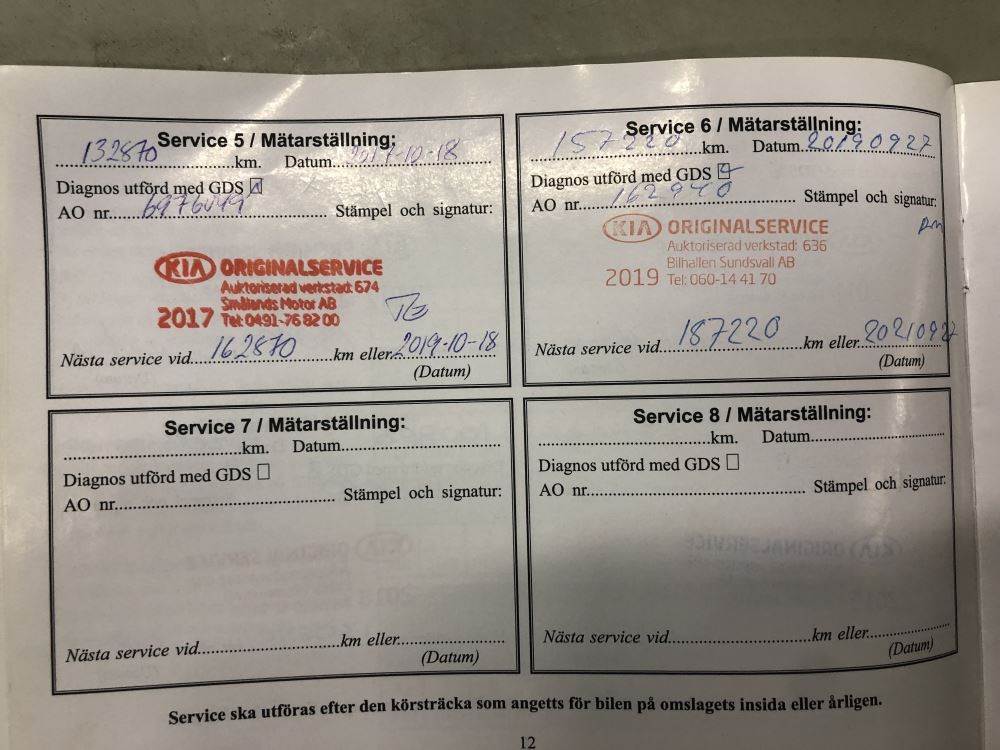 Service 5 / Mätarställning:
132870 km. Datum 2017-10-18
Diagnos utförd med GDS
AO nr. 6976049 Stämpel och signatur:
KIA ORIGINALSERVICE
Auktoriserad verkstad: 674
Smålands Motor AB
2017 Tel: 0491-76 82 00
Nästa service vid 162870 km eller 2019-10-18
(Datum)
Service 6 / Mätarställning:
157220 km. Datum 20190927
Diagnos utförd med GDS
AO nr. 162940 Stämpel och signatur:
KIA ORIGINALSERVICE
Auktoriserad verkstad: 636
Bilhallen Sundsvall AB
2019 Tel: 060-14 41 70
Nästa service vid 187220 km eller 20210927
(Datum)
Service 7 / Mätarställning:
km. Datum
Diagnos utförd med GDS
AO nr. Stämpel och signatur:
Nästa service vid km eller
(Datum)
Service 8 / Mätarställning:
km. Datum
Diagnos utförd med GDS
AO nr. Stämpel och signatur:
Nästa service vid km eller
(Datum)
Service ska utföras efter den körsträcka som angetts för bilen på omslagets insida eller årligen.
12